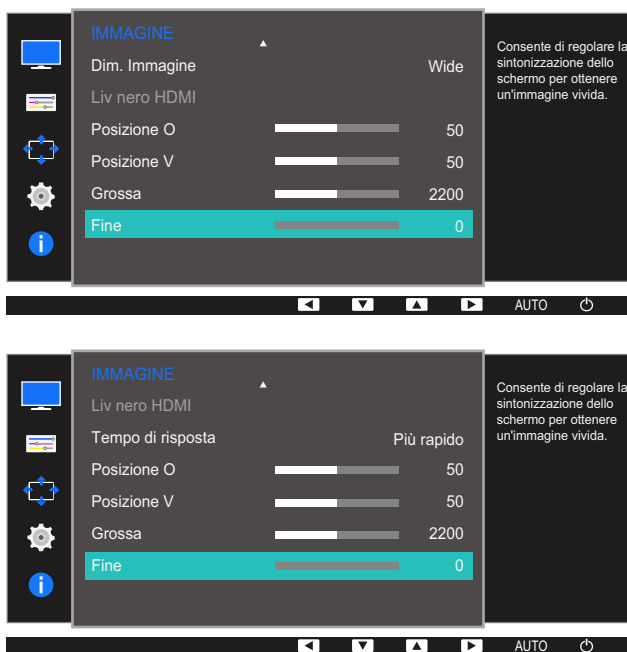 IMMAGINE
Dim. Immagine Wide
Liv nero HDMI
Posizione O 50
Posizione V 50
Grossa 2200
Fine 0
Consente di regolare la
sintonizzazione dello
schermo per ottenere
un'immagine vivida.
AUTO
IMMAGINE
Liv nero HDMI
Tempo di risposta Più rapido
Posizione O 50
Posizione V 50
Grossa 2200
Fine 0
Consente di regolare la
sintonizzazione dello
schermo per ottenere
un'immagine vivida.
AUTO